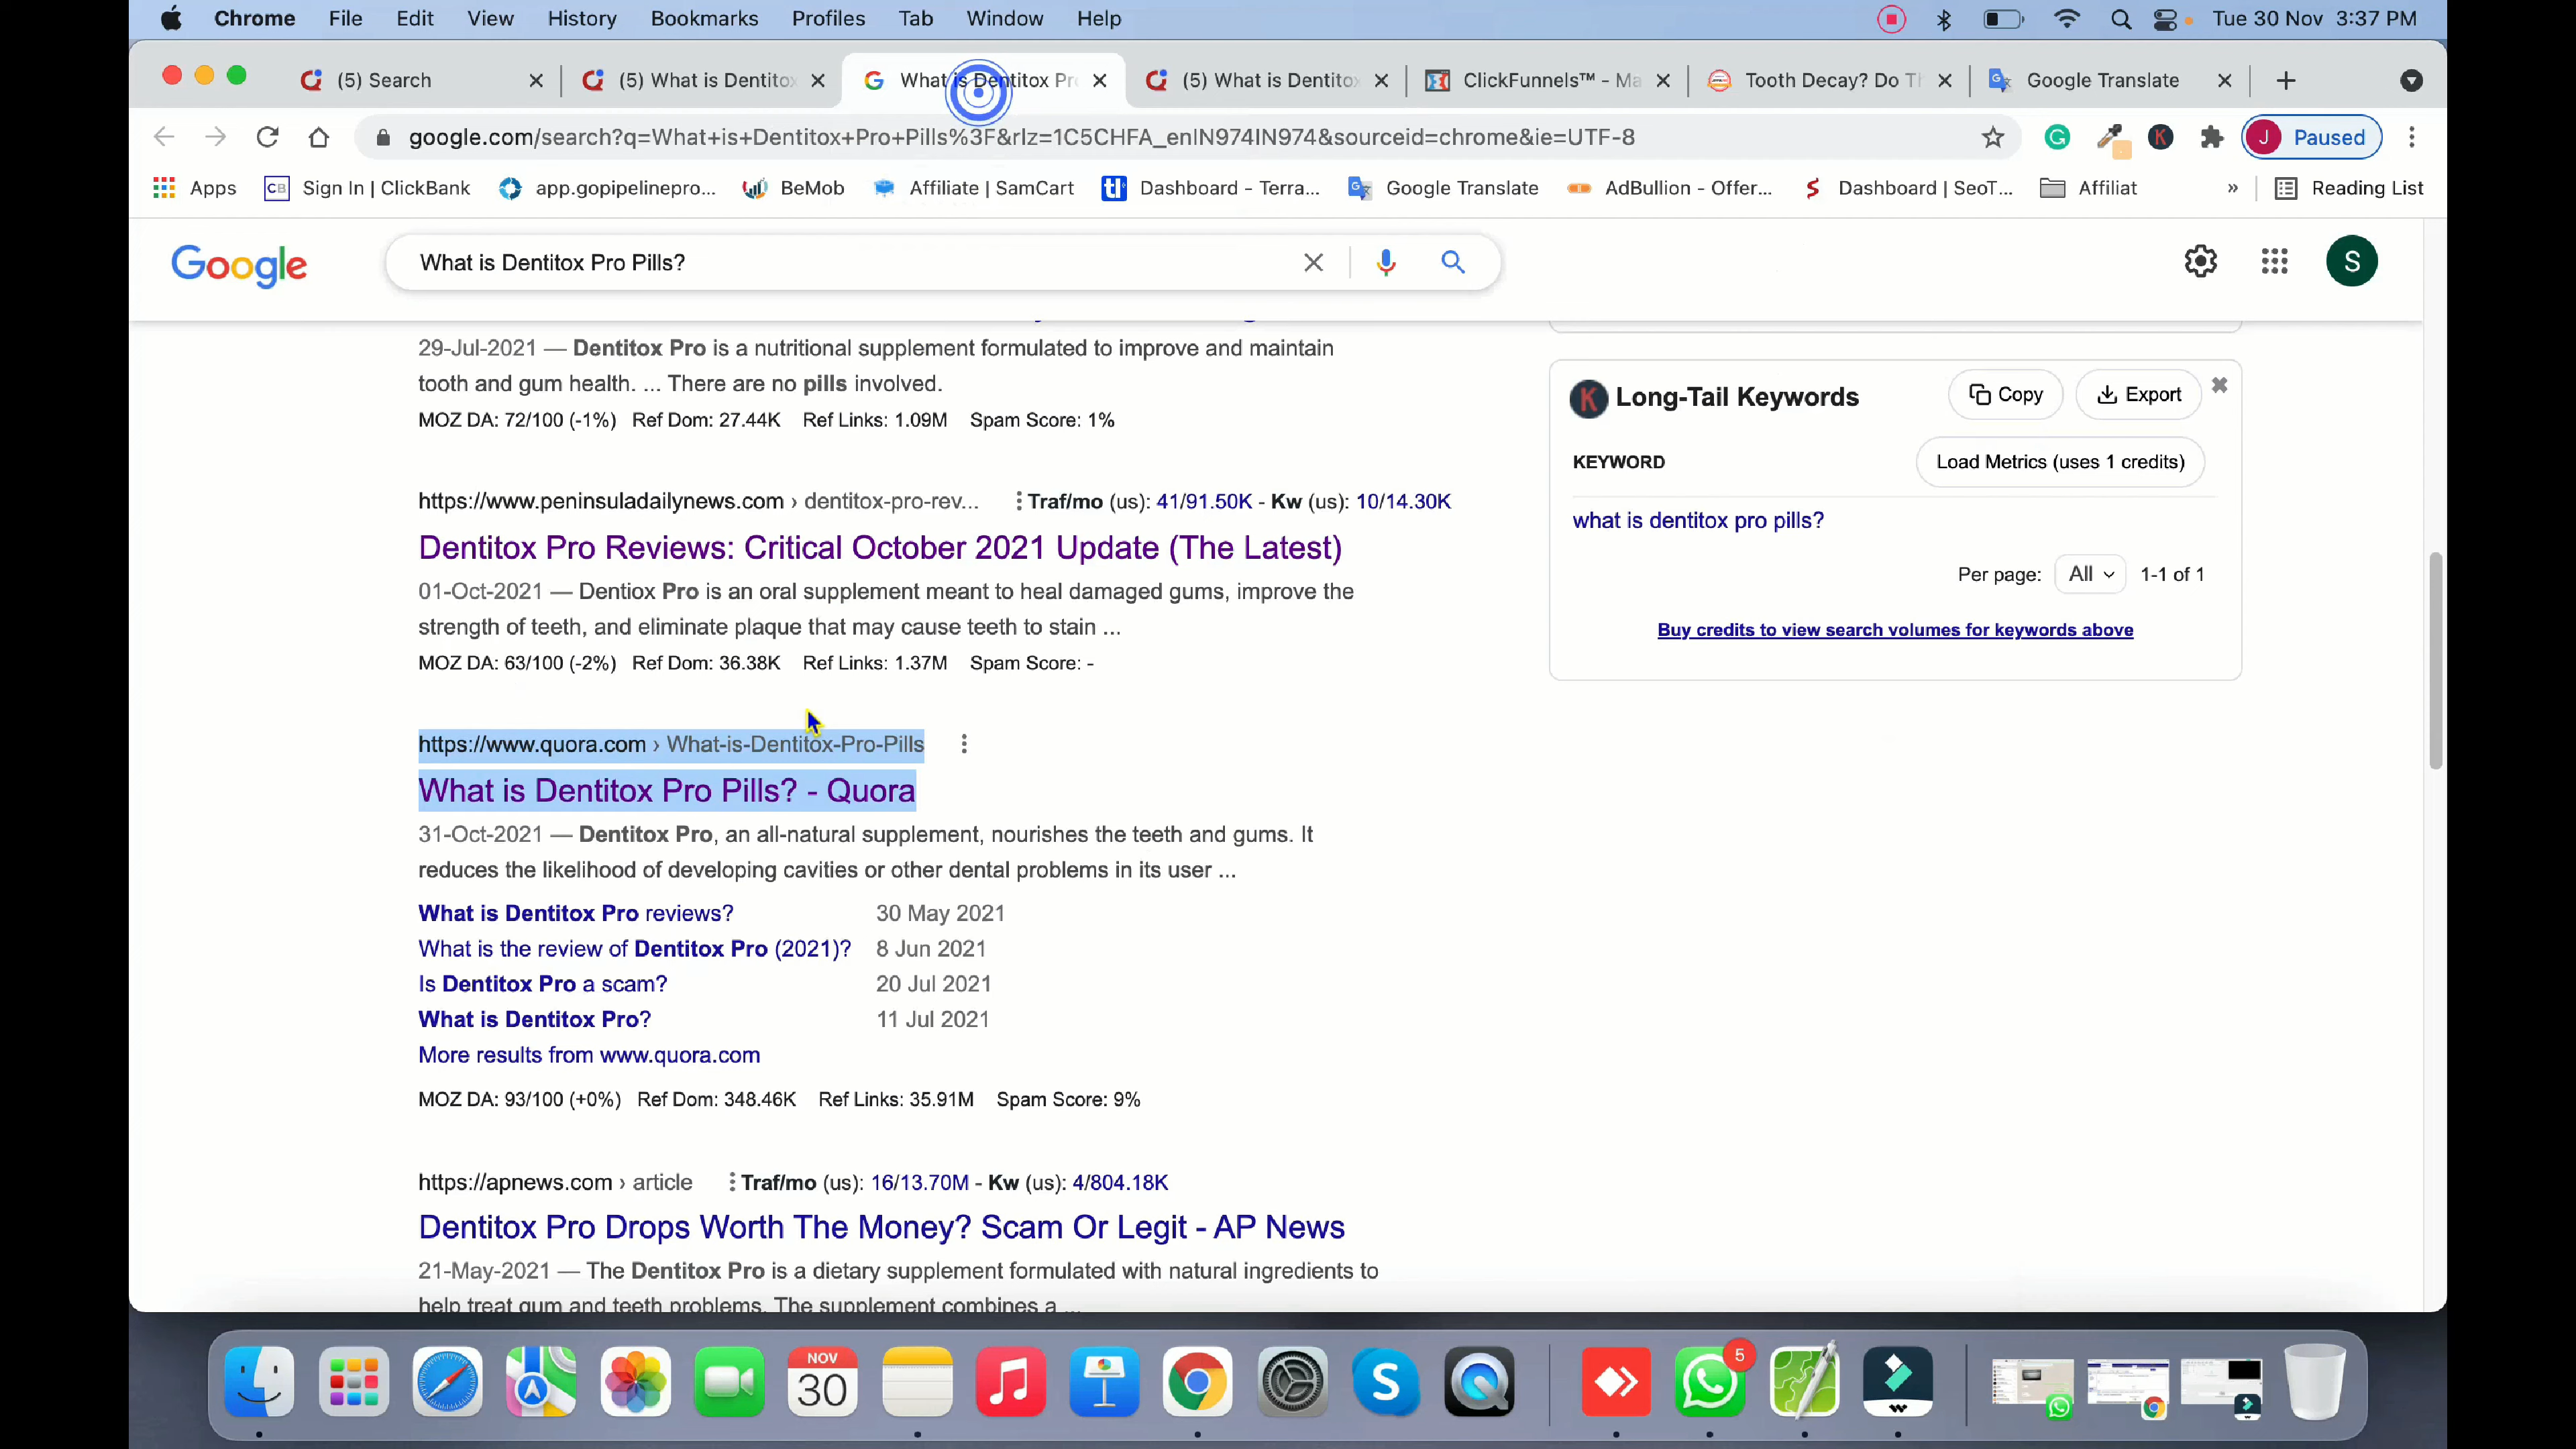 Chrome File Edit View History Bookmarks Profiles Tab Window Help Tue 30 Nov 3:37 PM
(5) Search (5) What is Dentitox What is Dentitox Pr (5) What is Dentitox ClickFunnels™ - Ma Tooth Decay? Do Th Google Translate
google.com/search?q=What+is+Dentitox+Pro+Pills%3F&rlz=1C5CHFA_enIN974IN974&sourceid=chrome&ie=UTF-8 K J Paused
Apps CB Sign In | ClickBank app.gopipelinepro... BeMob Affiliate | SamCart tl Dashboard - Terra... Google Translate AdBullion - Offer... Dashboard | SeoT... Affiliat » Reading List
Google What is Dentitox Pro Pills? S
29-Jul-2021 — Dentitox Pro is a nutritional supplement formulated to improve and maintain
tooth and gum health. ... There are no pills involved.
MOZ DA: 72/100 (-1%) Ref Dom: 27.44K Ref Links: 1.09M Spam Score: 1%
https://www.peninsuladailynews.com › dentitox-pro-rev... Traf/mo (us): 41/91.50K - Kw (us): 10/14.30K
Dentitox Pro Reviews: Critical October 2021 Update (The Latest)
01-Oct-2021 — Dentiox Pro is an oral supplement meant to heal damaged gums, improve the
strength of teeth, and eliminate plaque that may cause teeth to stain ...
MOZ DA: 63/100 (-2%) Ref Dom: 36.38K Ref Links: 1.37M Spam Score: -
https://www.quora.com › What-is-Dentitox-Pro-Pills
What is Dentitox Pro Pills? - Quora
31-Oct-2021 — Dentitox Pro, an all-natural supplement, nourishes the teeth and gums. It
reduces the likelihood of developing cavities or other dental problems in its user ...
What is Dentitox Pro reviews? 30 May 2021
What is the review of Dentitox Pro (2021)? 8 Jun 2021
Is Dentitox Pro a scam? 20 Jul 2021
What is Dentitox Pro? 11 Jul 2021
More results from www.quora.com
MOZ DA: 93/100 (+0%) Ref Dom: 348.46K Ref Links: 35.91M Spam Score: 9%
https://apnews.com › article Traf/mo (us): 16/13.70M - Kw (us): 4/804.18K
Dentitox Pro Drops Worth The Money? Scam Or Legit - AP News
21-May-2021 — The Dentitox Pro is a dietary supplement formulated with natural ingredients to
help treat gum and teeth problems. The supplement combines a ...
K Long-Tail Keywords Copy Export
KEYWORD Load Metrics (uses 1 credits)
what is dentitox pro pills?
Per page: All 1-1 of 1
Buy credits to view search volumes for keywords above
NOV
30
S
5